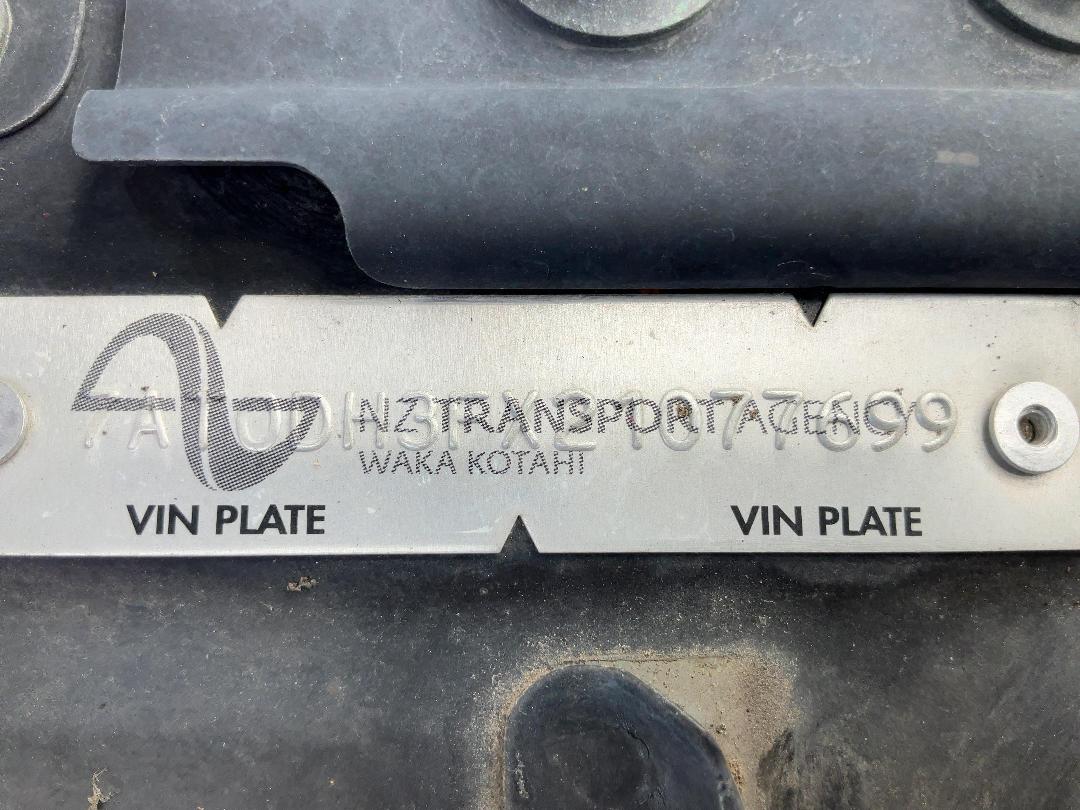 NZ TRANSPORT AGENCY
WAKA KOTAHI
VIN PLATE VIN PLATE